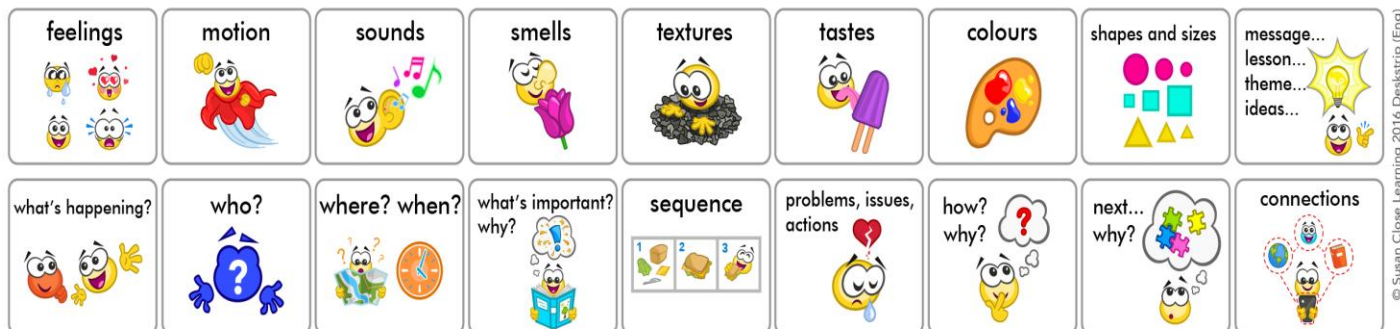 feelings
motion
sounds
smells
textures
tastes
colours
shapes and sizes
message...
lesson...
theme...
ideas...
what's happening?
who?
?
where? when?
what's important?
why?
!
sequence
1 2 3
problems, issues,
actions
how?
why?
?
next...
why?
connections
© Susan Close Learning 2016 Deskstrip (Eng)